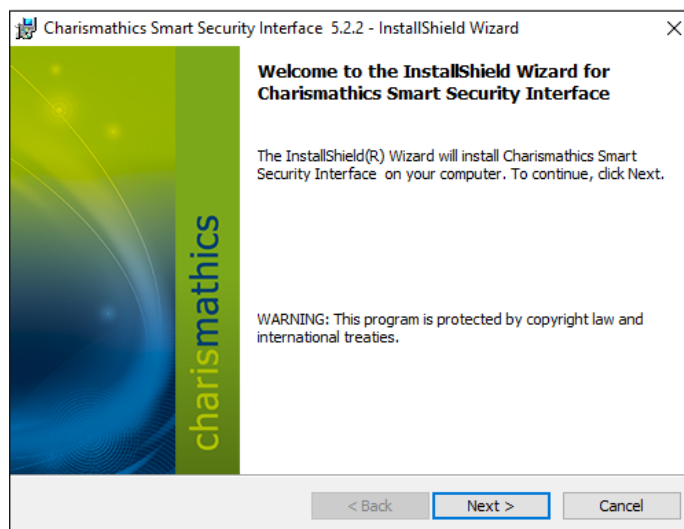 Charismathics Smart Security Interface  5.2.2 - InstallShield Wizard
Welcome to the InstallShield Wizard for
Charismathics Smart Security Interface
The InstallShield(R) Wizard will install Charismathics Smart
Security Interface  on your computer. To continue, click Next.
charismathics
WARNING: This program is protected by copyright law and
international treaties.
< Back
Next >
Cancel